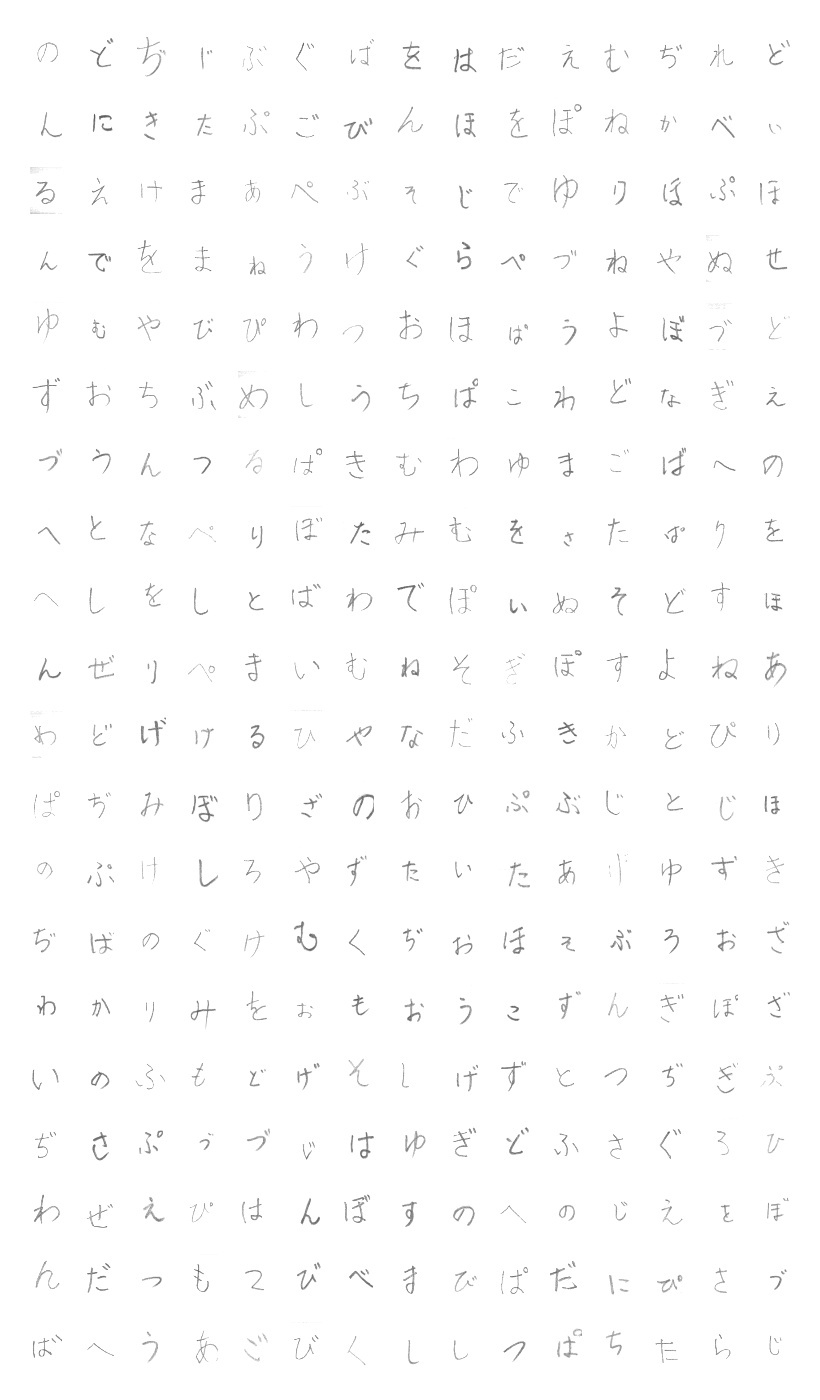 のどぢじぶぐばをはだえむぢれど
んにきたぷごびんほをぽねかべい
るえけまあぺぶそじでゆりほぷほ
んでをまねうけぐらぺづねやぬせ
ゆむやびぴわつおほぱうよぼづど
ずおちぶめしうちぱこわどなぎえ
づうんつるぱきむわゆまごばへの
へとなぺりぼたみむをさたぱりを
へしをしとばわでぽいぬそどすほ
んぜりぺまいむねそぎぽすよねあ
わどげけるひやなだふきかどぴり
ぱぢみぼりざのおひぷぶじとじほ
のぷけしろやずたいたあげゆずき
ぢばのぐけむくぢおほそぶろおざ
わかりみをおもおうこずんぎぽざ
いのふもどげそしげずとつぢぎぷ
ぢさぷうづじはゆぎどふさぐろひ
わぜえぴはんぼすのへのじえをぼ
んだつもてびべまびぱだにぴさづ
ばへうあごびくししつぱちたらじ